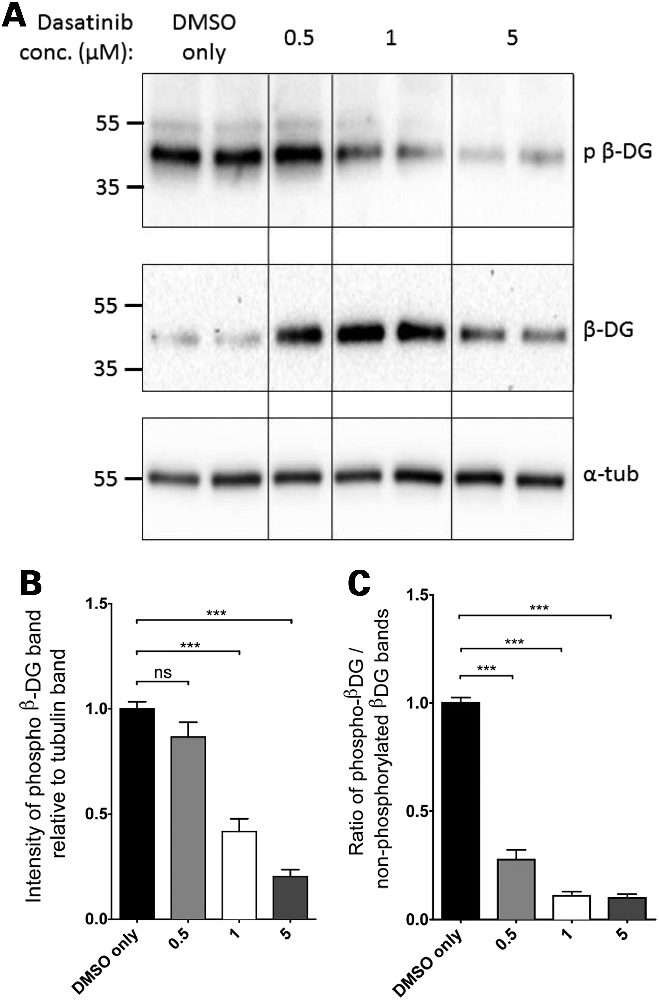 A
Dasatinib
conc. (μM):
DMSO
only
0.5
1
5
55
35
p β-DG
55
35
β-DG
55
α-tub
B
Intensity of phospho β-DG band
relative to tubulin band
1.5
1.0
0.5
0.0
***
***
ns
DMSO only
0.5
1
5
C
Ratio of phospho-βDG /
non-phosphorylated βDG bands
1.5
1.0
0.5
0.0
***
***
***
DMSO only
0.5
1
5